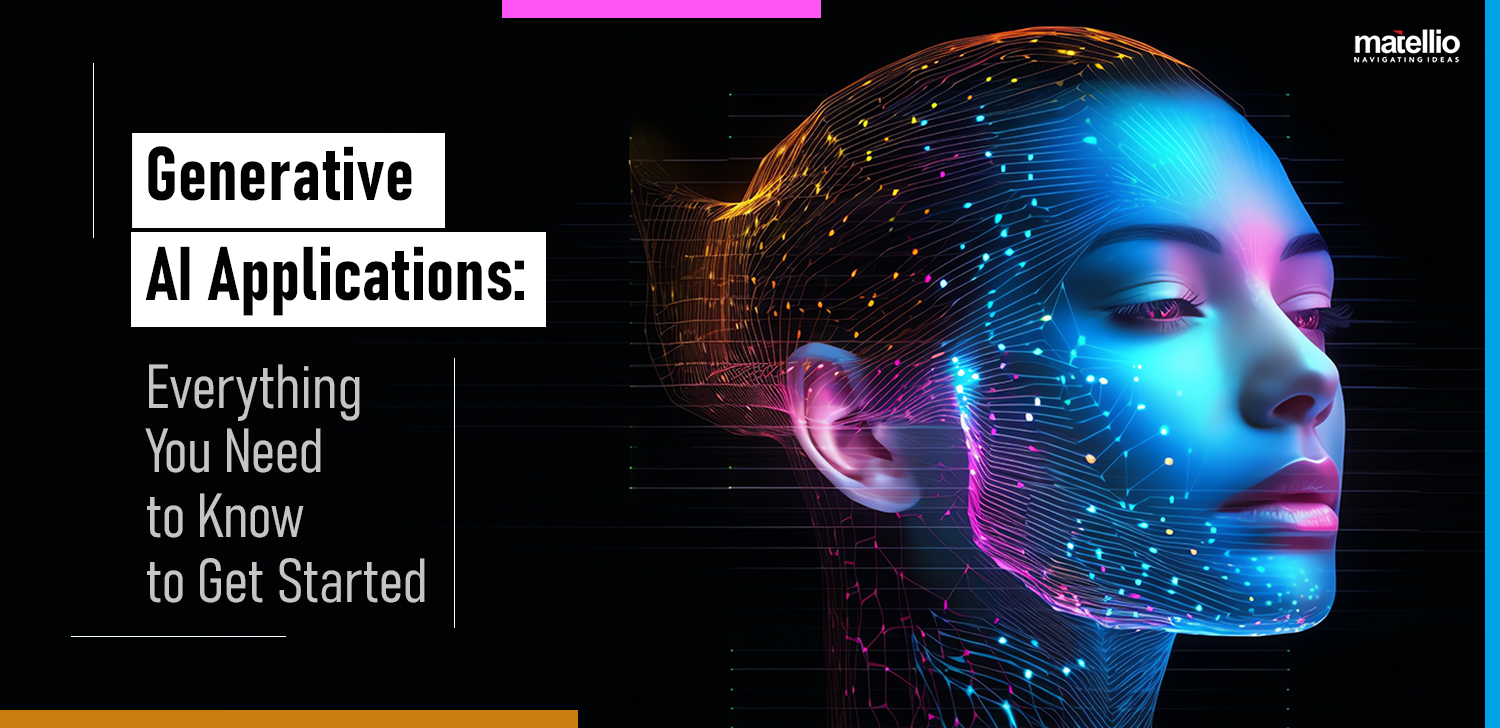 matellio
NAVIGATING IDEAS
Generative
AI Applications:
Everything
You Need
to Know
to Get Started